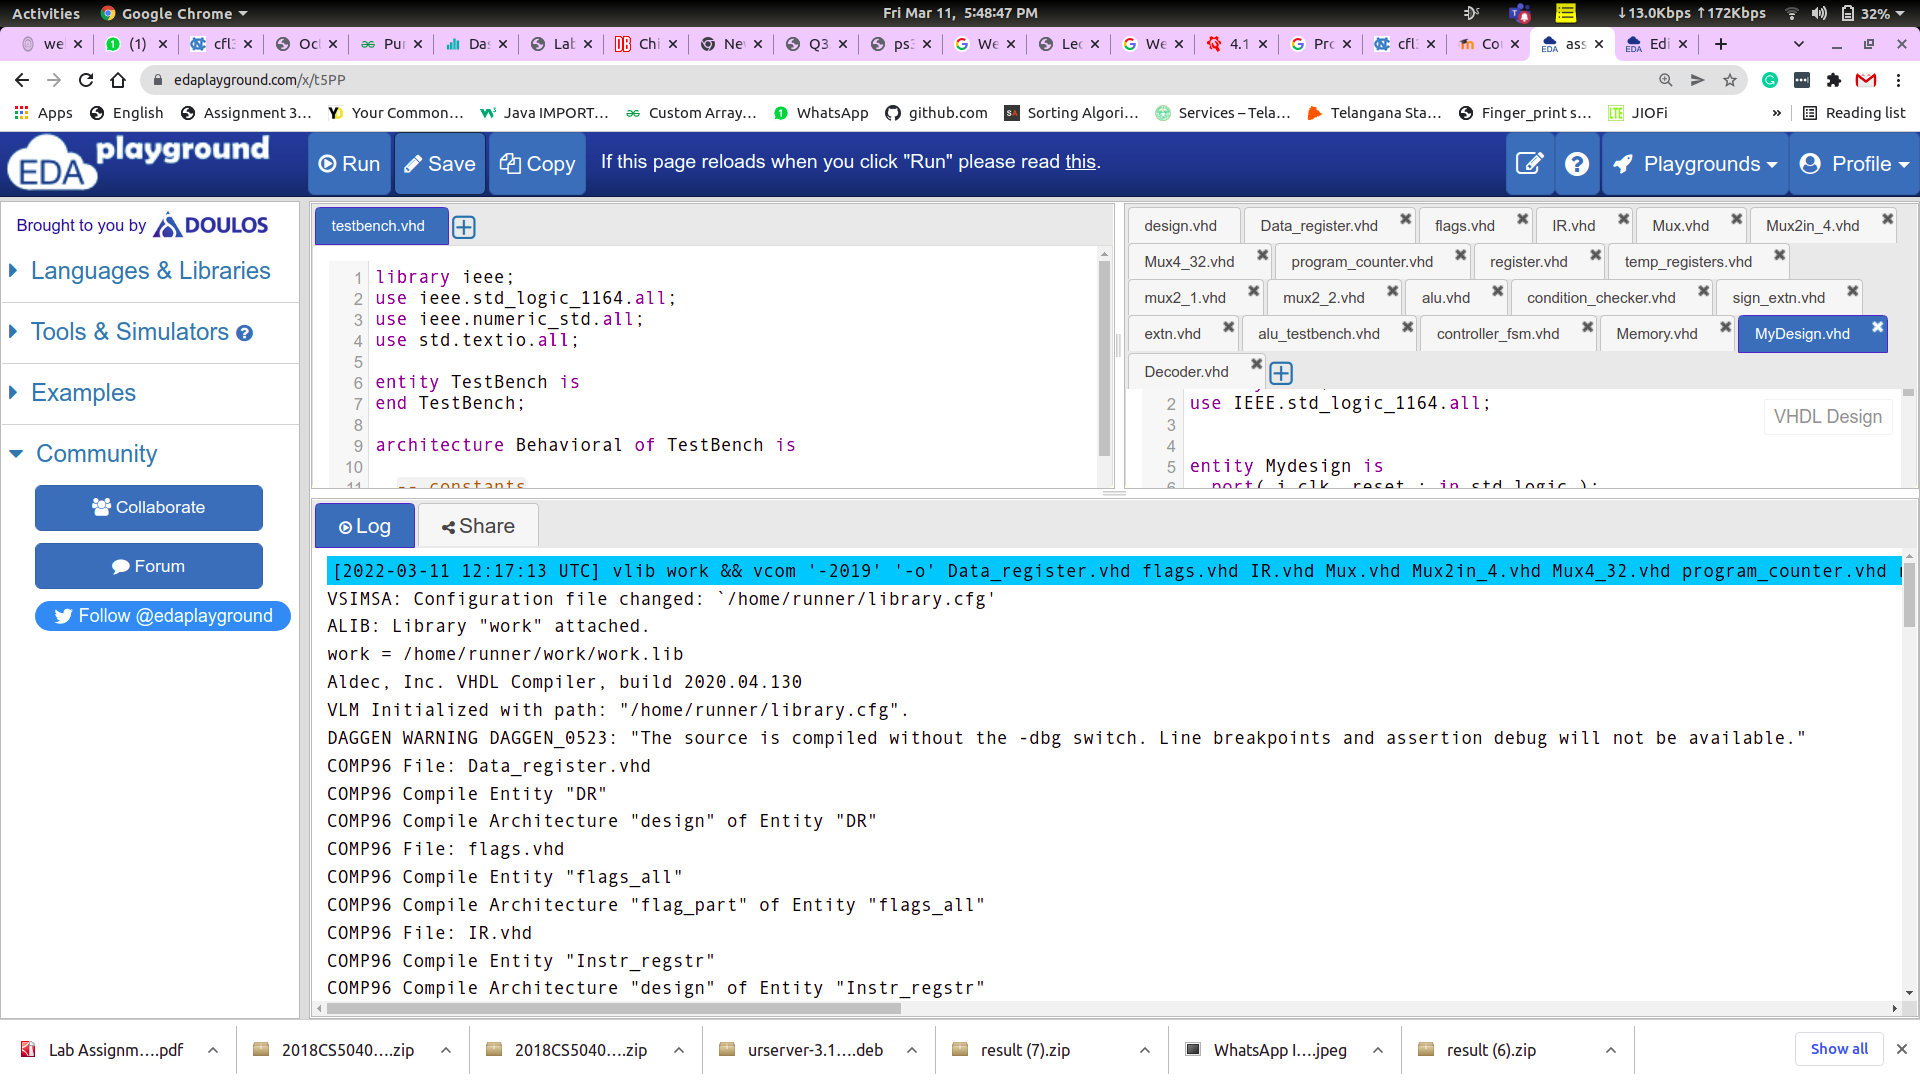 Activities Google Chrome Fri Mar 11, 5:48:47 PM ↓13.0Kbps ↑172Kbps 32%
we (1) cfl Ocl Pu Da: Lab Chi Ne Q3 ps3 We Lec We 4.1 Pro cfl Co ass Edi
edaplayground.com/x/t5PP
Apps English Assignment 3... Your Common... Java IMPORT... Custom Array... WhatsApp github.com Sorting Algori... Services – Tela... Telangana Sta... Finger_print s... JIOFi » Reading list
EDA playground Run Save Copy If this page reloads when you click "Run" please read this. Playgrounds Profile
Brought to you by DOULOS
Languages & Libraries
Tools & Simulators
Examples
Community
Collaborate
Forum
Follow @edaplayground
testbench.vhd
1 library ieee;
2 use ieee.std_logic_1164.all;
3 use ieee.numeric_std.all;
4 use std.textio.all;
5
6 entity TestBench is
7 end TestBench;
8
9 architecture Behavioral of TestBench is
10
11 -- constants
design.vhd Data_register.vhd flags.vhd IR.vhd Mux.vhd Mux2in_4.vhd
Mux4_32.vhd program_counter.vhd register.vhd temp_registers.vhd
mux2_1.vhd mux2_2.vhd alu.vhd condition_checker.vhd sign_extn.vhd
extn.vhd alu_testbench.vhd controller_fsm.vhd Memory.vhd MyDesign.vhd
Decoder.vhd
2 use IEEE.std_logic_1164.all;
3
4
5 entity Mydesign is
6 port( i_clk, reset : in std_logic );
VHDL Design
Log Share
[2022-03-11 12:17:13 UTC] vlib work && vcom '-2019' '-o' Data_register.vhd flags.vhd IR.vhd Mux.vhd Mux2in_4.vhd Mux4_32.vhd program_counter.vhd
VSIMSA: Configuration file changed: `/home/runner/library.cfg'
ALIB: Library "work" attached.
work = /home/runner/work/work.lib
Aldec, Inc. VHDL Compiler, build 2020.04.130
VLM Initialized with path: "/home/runner/library.cfg".
DAGGEN WARNING DAGGEN_0523: "The source is compiled without the -dbg switch. Line breakpoints and assertion debug will not be available."
COMP96 File: Data_register.vhd
COMP96 Compile Entity "DR"
COMP96 Compile Architecture "design" of Entity "DR"
COMP96 File: flags.vhd
COMP96 Compile Entity "flags_all"
COMP96 Compile Architecture "flag_part" of Entity "flags_all"
COMP96 File: IR.vhd
COMP96 Compile Entity "Instr_regstr"
COMP96 Compile Architecture "design" of Entity "Instr_regstr"
Lab Assignm....pdf 2018CS5040....zip 2018CS5040....zip urserver-3.1....deb result (7).zip WhatsApp I....jpeg result (6).zip Show all